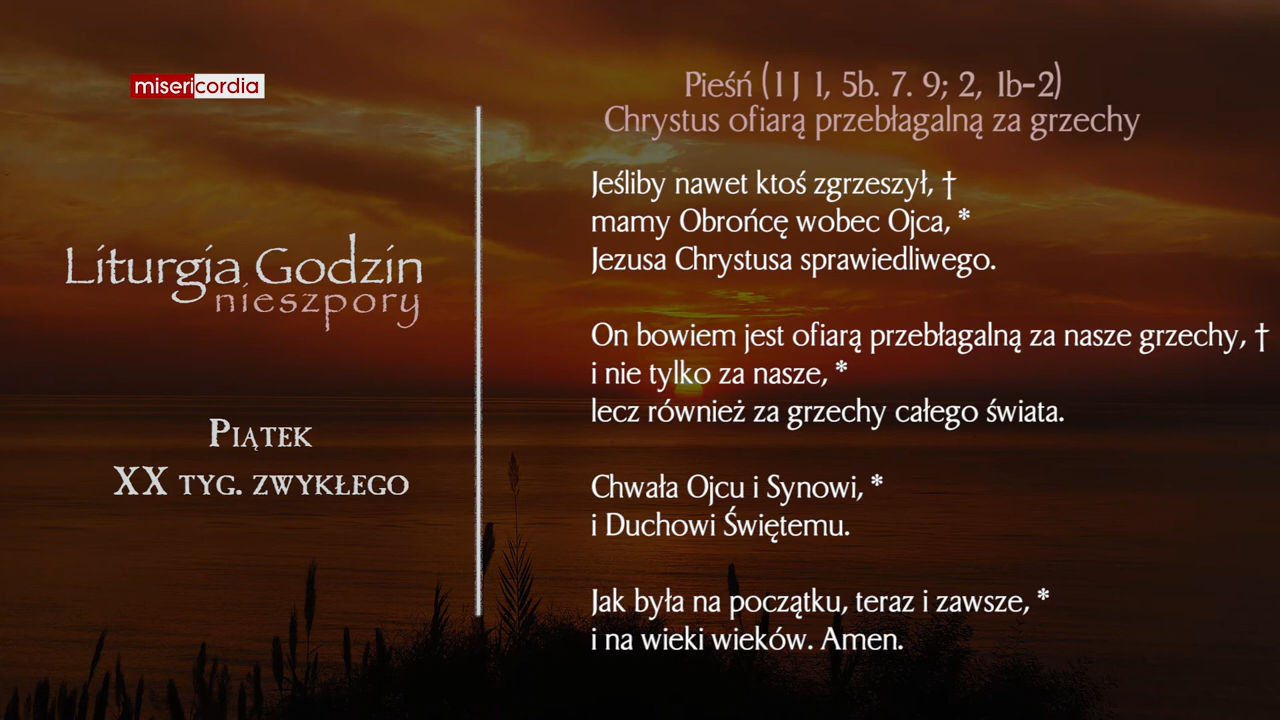 misericordia
Liturgia Godzin
nieszpory
Piątek
XX tyg. zwykłego
Pieśń (1 J 1, 5b. 7. 9; 2, 1b-2)
Chrystus ofiarą przebłagalną za grzechy
Jeśliby nawet ktoś zgrzeszył, †
mamy Obrońcę wobec Ojca, *
Jezusa Chrystusa sprawiedliwego.
On bowiem jest ofiarą przebłagalną za nasze grzechy, †
i nie tylko za nasze, *
lecz również za grzechy całego świata.
Chwała Ojcu i Synowi, *
i Duchowi Świętemu.
Jak była na początku, teraz i zawsze, *
i na wieki wieków. Amen.